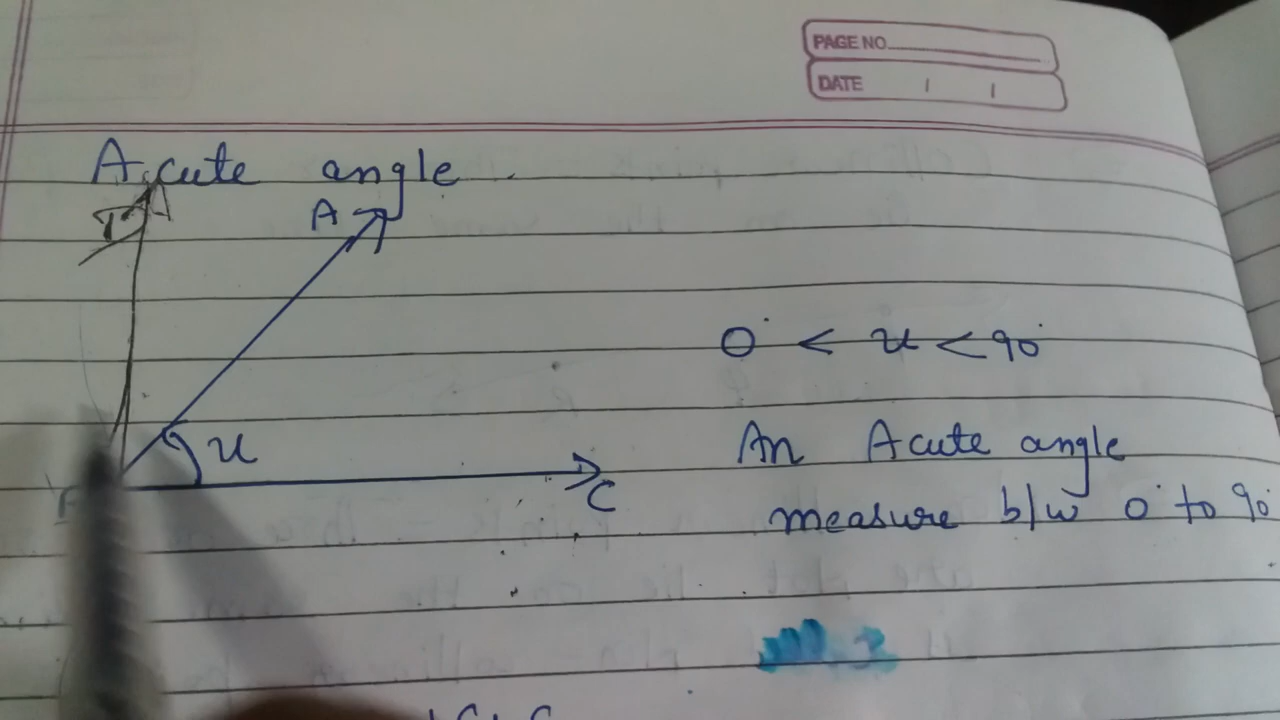 PAGE NO.
DATE / /
Acute angle
A
0° < x < 90°
x
An Acute angle
C
measure b/w 0° to 90°